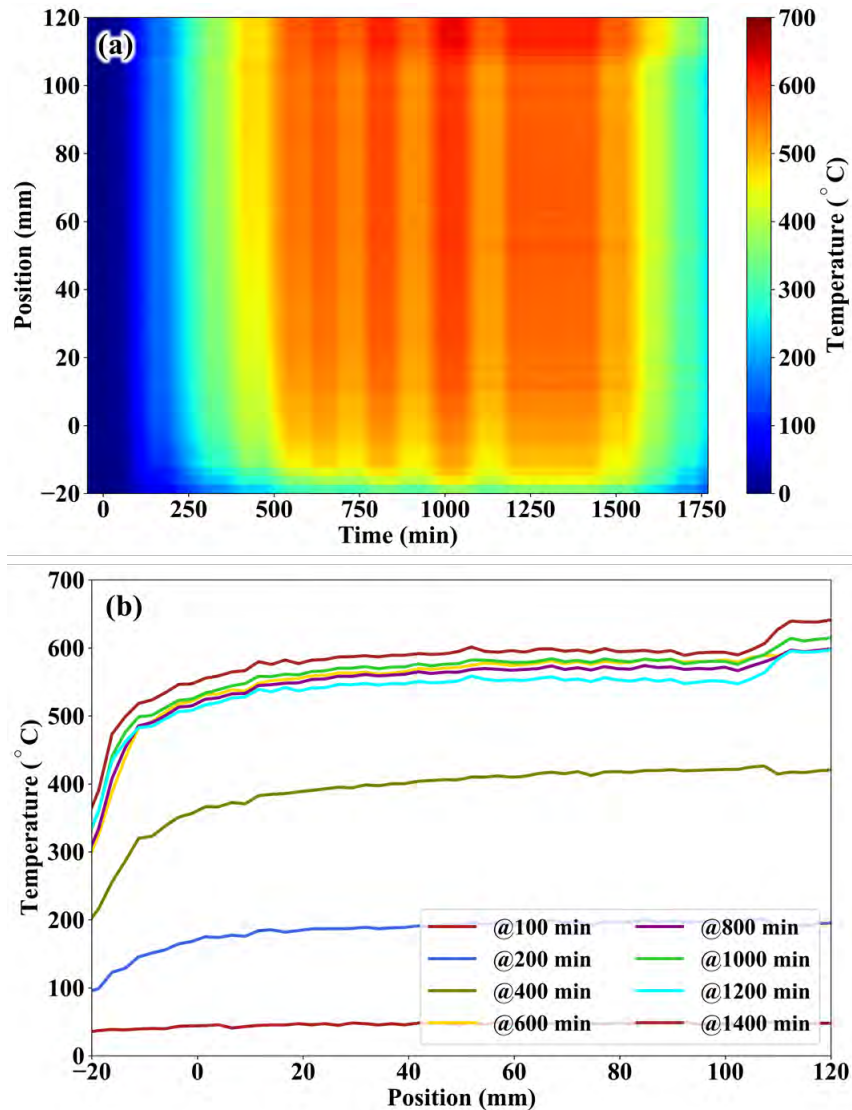 (a)
120
100
80
60
40
20
0
−20
Position (mm)
0 250 500 750 1000 1250 1500 1750
Time (min)
700
600
500
400
300
200
100
0
Temperature (°C)
(b)
700
600
500
400
300
200
100
0
Temperature (°C)
@100 min @800 min
@200 min @1000 min
@400 min @1200 min
@600 min @1400 min
−20 0 20 40 60 80 100 120
Position (mm)